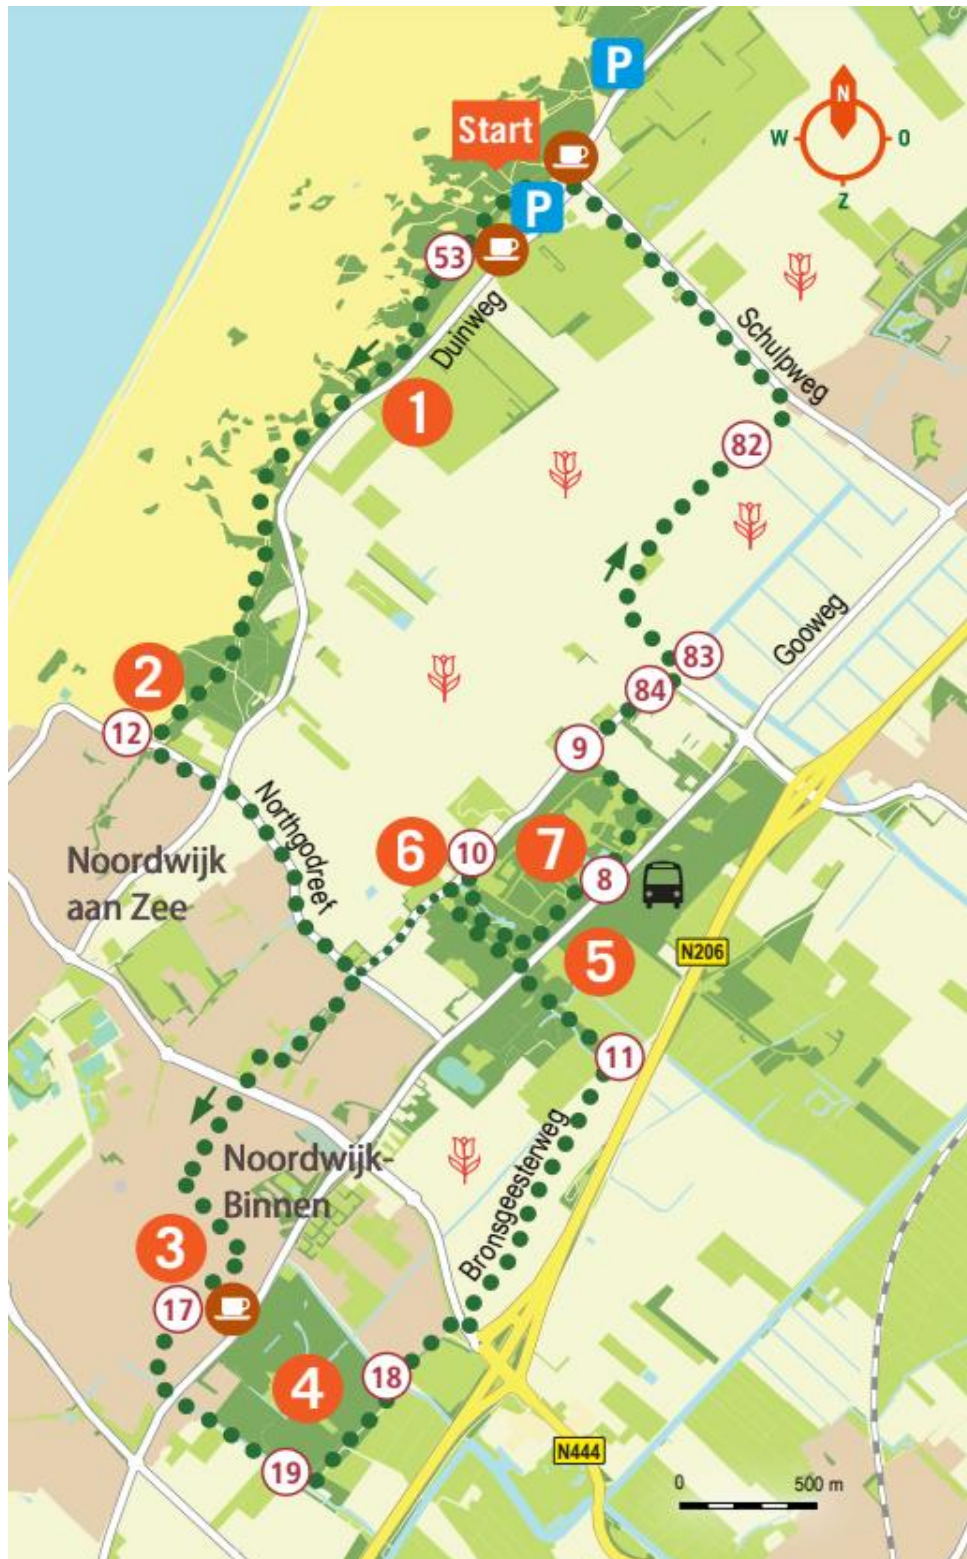 P
N
W
O
Z
Start
P
53
Duinweg
Schulpweg
1
82
Gooweg
83
2
84
12
9
Northgodreef
6
10
7
8
Noordwijk
aan Zee
N206
5
11
Bronsgeesterweg
Noordwijk-
Binnen
3
17
4
18
N444
19
0
500 m